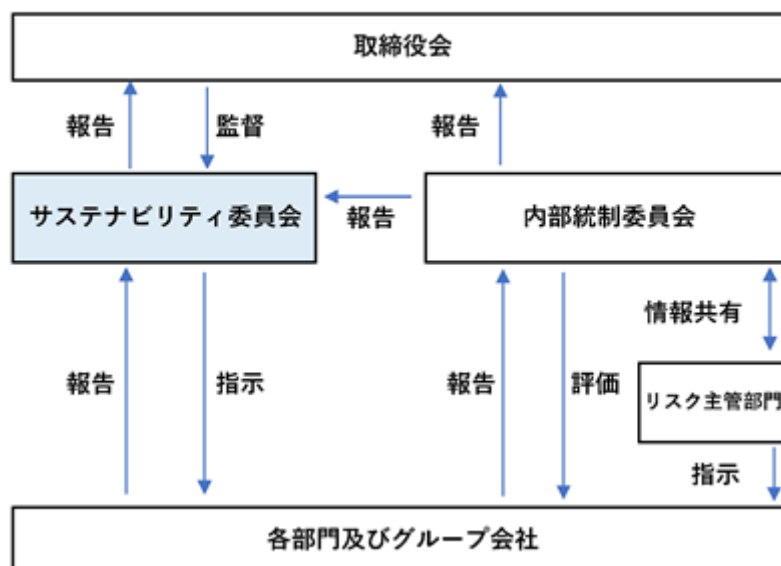 取締役会
報告
監督
報告
サステナビリティ委員会
報告
内部統制委員会
情報共有
報告
指示
報告
評価
リスク主管部門
指示
各部門及びグループ会社